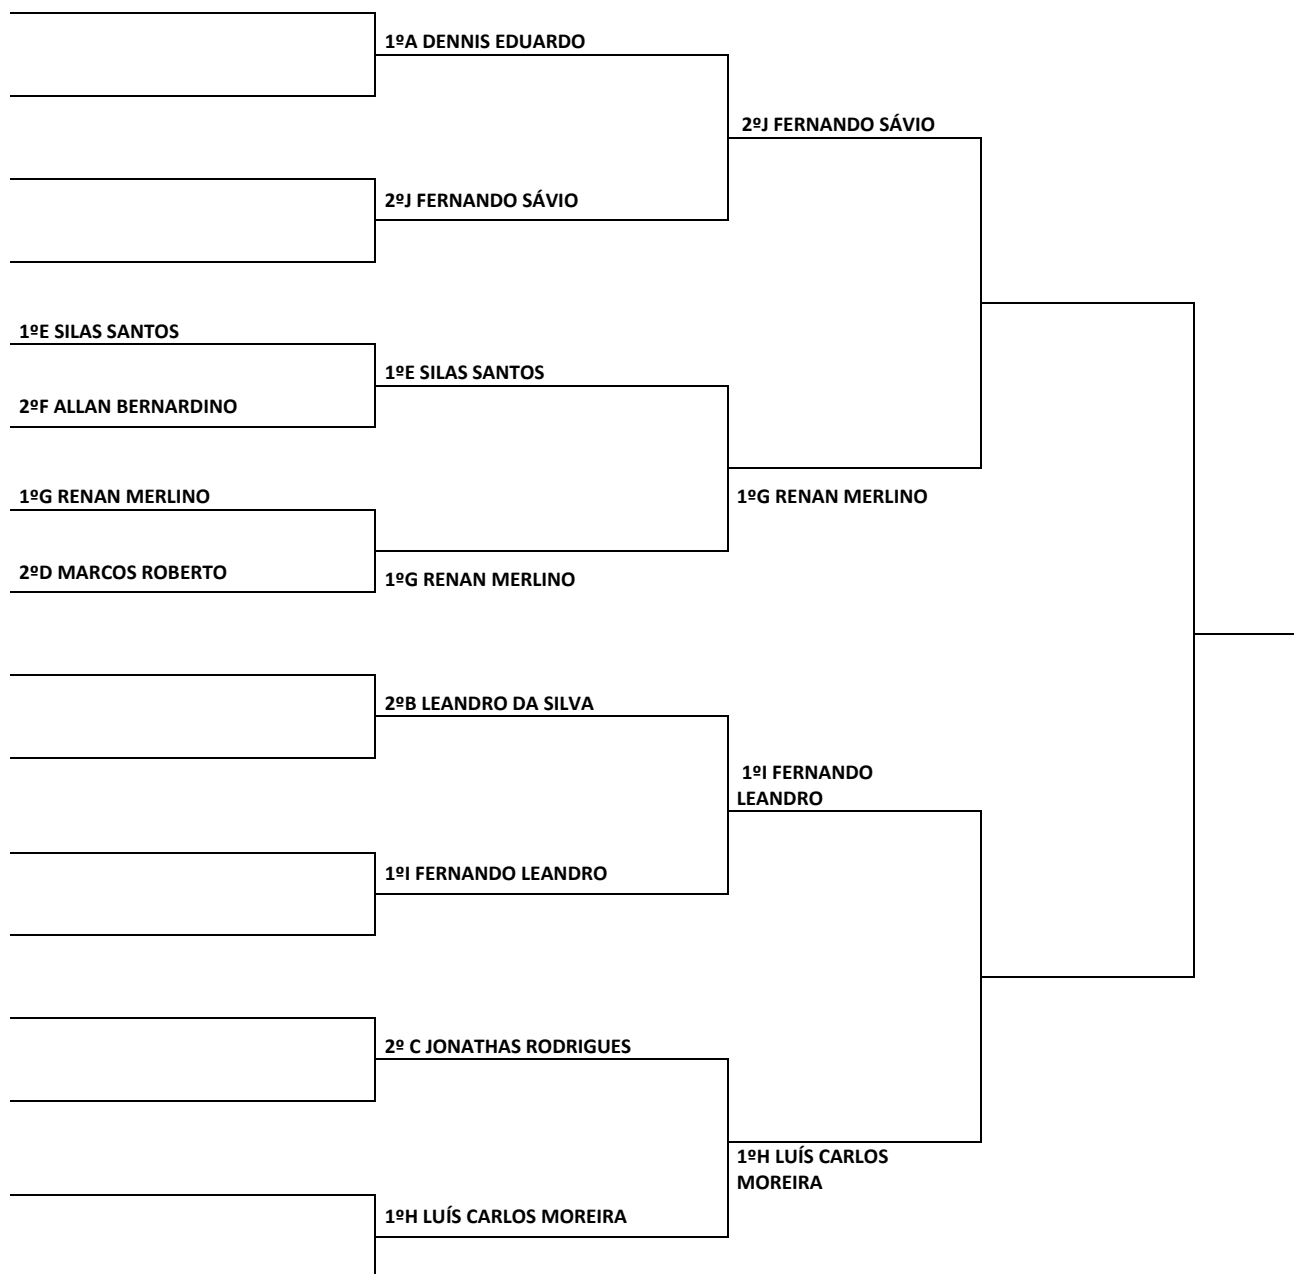 1ºA DENNIS EDUARDO
2ºJ FERNANDO SÁVIO
2ºJ FERNANDO SÁVIO
1ºE SILAS SANTOS
1ºE SILAS SANTOS
2ºF ALLAN BERNARDINO
1ºG RENAN MERLINO
1ºG RENAN MERLINO
2ºD MARCOS ROBERTO
1ºG RENAN MERLINO
2ºB LEANDRO DA SILVA
1ºI FERNANDO
LEANDRO
1ºI FERNANDO LEANDRO
2º C JONATHAS RODRIGUES
1ºH LUÍS CARLOS
MOREIRA
1ºH LUÍS CARLOS MOREIRA